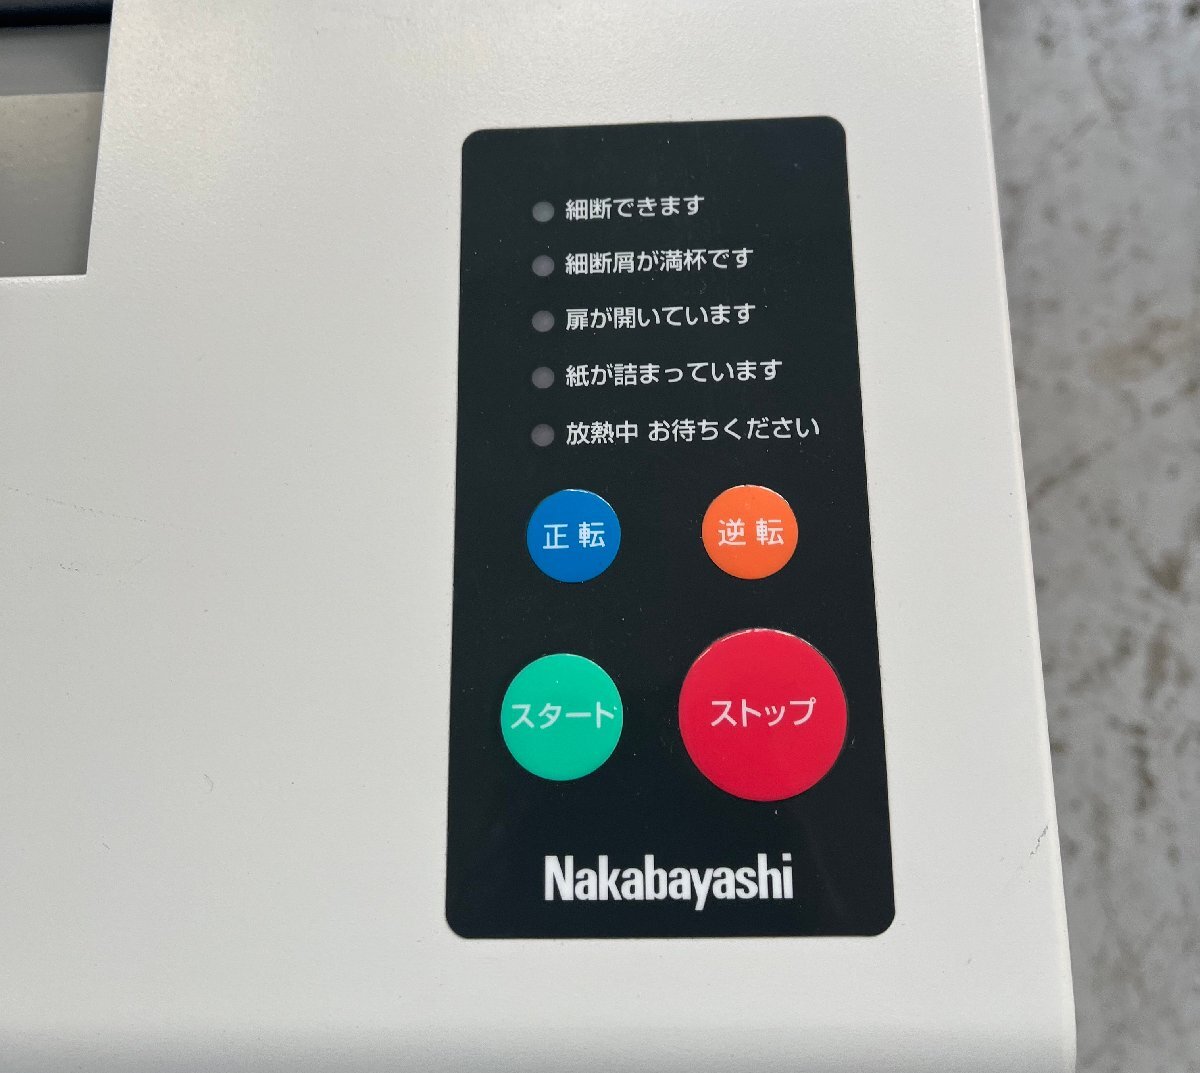 細断できます
細断屑が満杯です
扉が開いています
紙が詰まっています
放熱中 お待ちください
正転 逆転
スタート ストップ
Nakabayashi